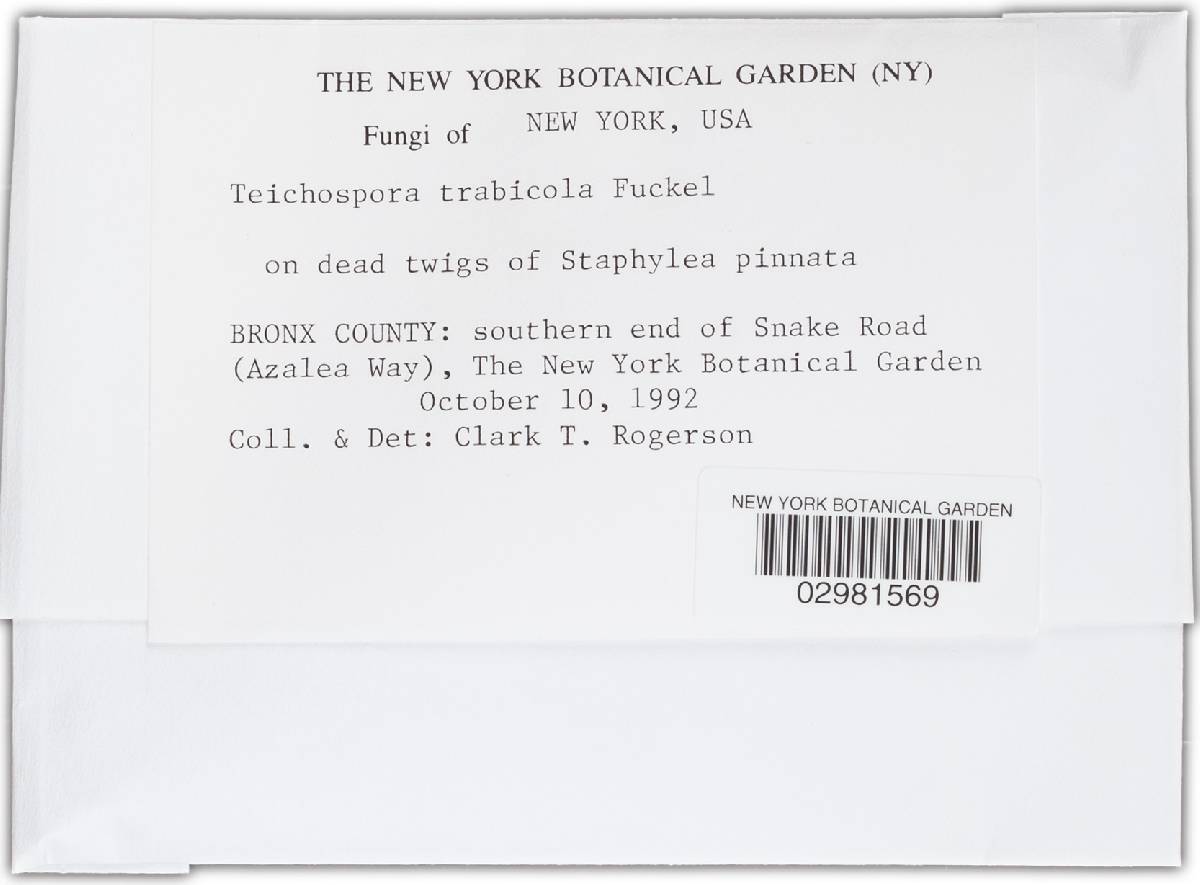 THE NEW YORK BOTANICAL GARDEN (NY)
Fungi of NEW YORK, USA
Teichospora trabicola Fuckel
on dead twigs of Staphylea pinnata
BRONX COUNTY: southern end of Snake Road
(Azalea Way), The New York Botanical Garden
October 10, 1992
Coll. & Det: Clark T. Rogerson
NEW YORK BOTANICAL GARDEN
02981569